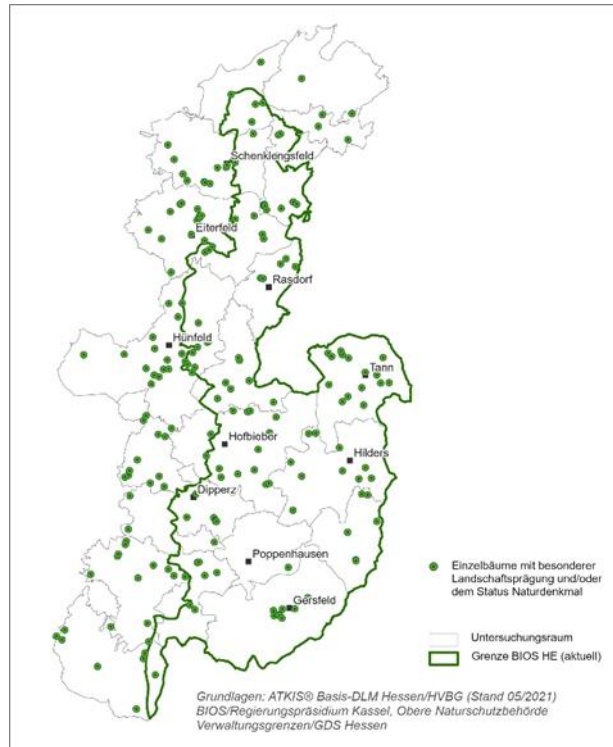 Schenklengsfeld
Eiterfeld
Rasdorf
Hünfeld
Tann
Hofbieber
Hilders
Dipperz
Poppenhausen
Gersfeld
Einzelbäume mit besonderer
Landschaftsprägung und/oder
dem Status Naturdenkmal
Untersuchungsraum
Grenze BIOS HE (aktuell)
Grundlagen: ATKIS® Basis-DLM Hessen/HVBG (Stand 05/2021)
BIOS/Regierungspräsidium Kassel, Obere Naturschutzbehörde
Verwaltungsgrenzen/GDS Hessen